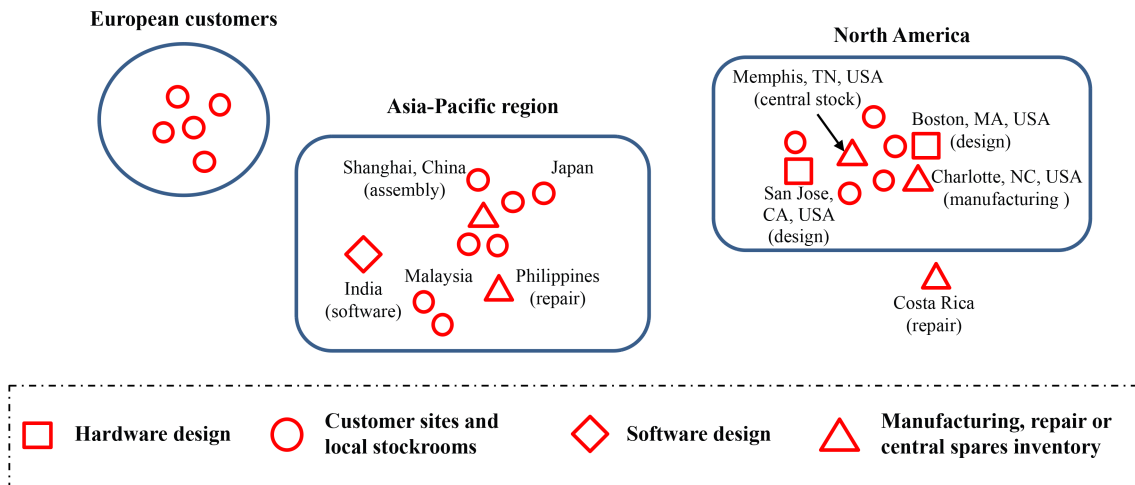 European customers
Asia-Pacific region
Shanghai, China
(assembly)
Japan
India
(software)
Malaysia
Philippines
(repair)
North America
Memphis, TN, USA
(central stock)
Boston, MA, USA
(design)
San Jose,
CA, USA
(design)
Charlotte, NC, USA
(manufacturing )
Costa Rica
(repair)
Hardware design
Customer sites and
local stockrooms
Software design
Manufacturing, repair or
central spares inventory